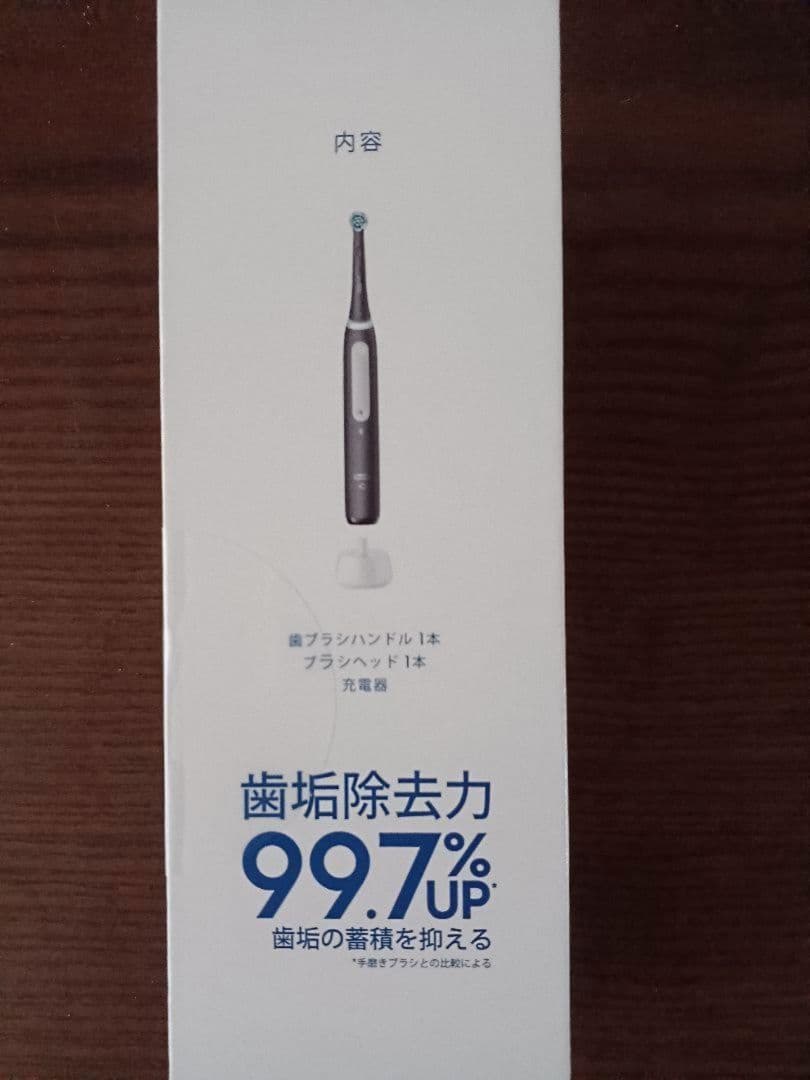 内容
歯ブラシハンドル 1本
ブラシヘッド 1本
充電器
歯垢除去力
99.7%UP*
歯垢の蓄積を抑える
*手磨きブラシとの比較による